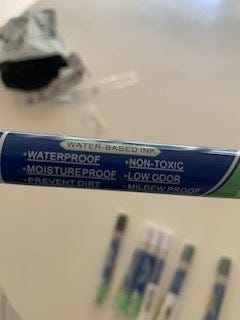 WATER-BASED INK
•WATERPROOF •NON-TOXIC
•MOISTUREPROOF •LOW ODOR
•PREVENT DIRT •MILDEW PROOF